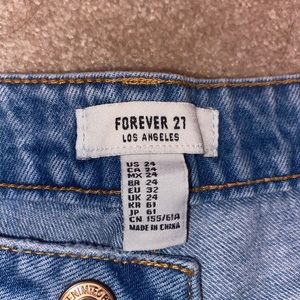 FOREVER 21
LOS ANGELES
US 24
CA 24
MX 24
BR 24
EU 32
UK 24
KR 61
JP 61
CN 155/61A
MADE IN CHINA